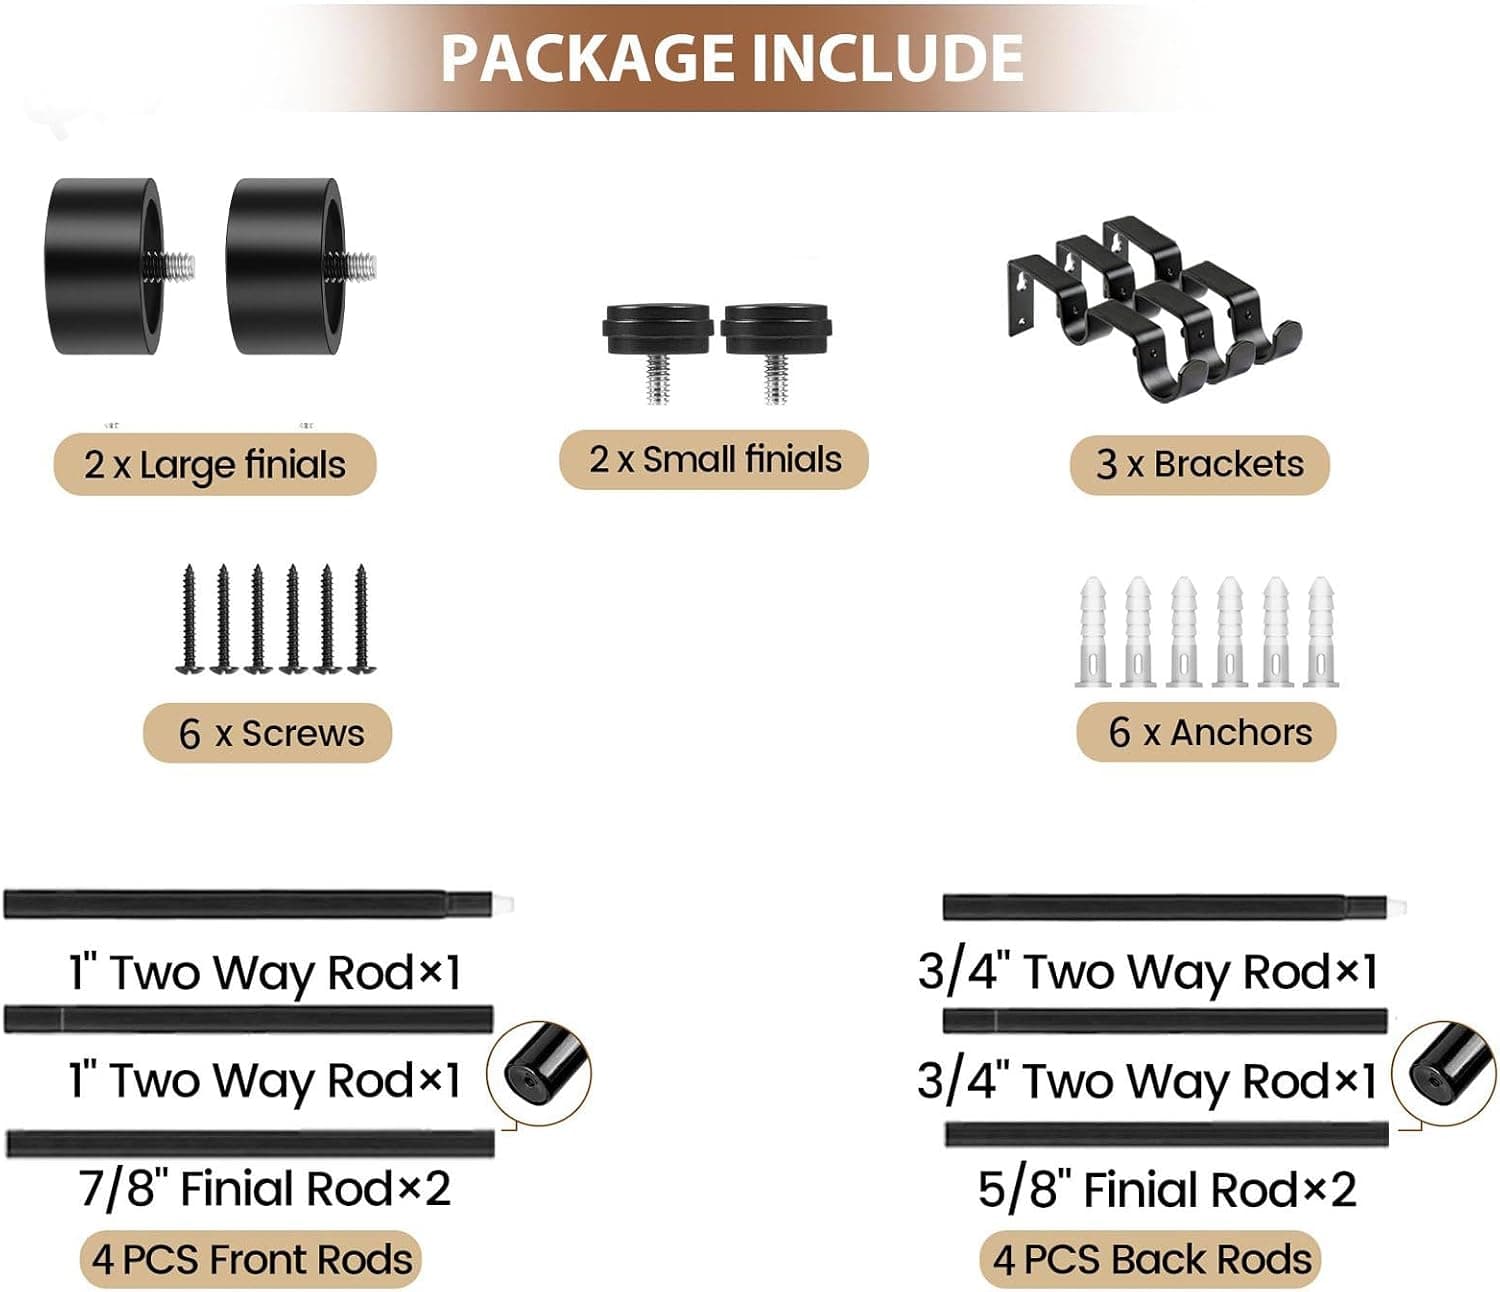 PACKAGE INCLUDE
2 x Large finials
2 x Small finials
3 x Brackets
6 x Screws
6 x Anchors
1" Two Way Rod×1
1" Two Way Rod×1
7/8" Finial Rod×2
4 PCS Front Rods
3/4" Two Way Rod×1
3/4" Two Way Rod×1
5/8" Finial Rod×2
4 PCS Back Rods